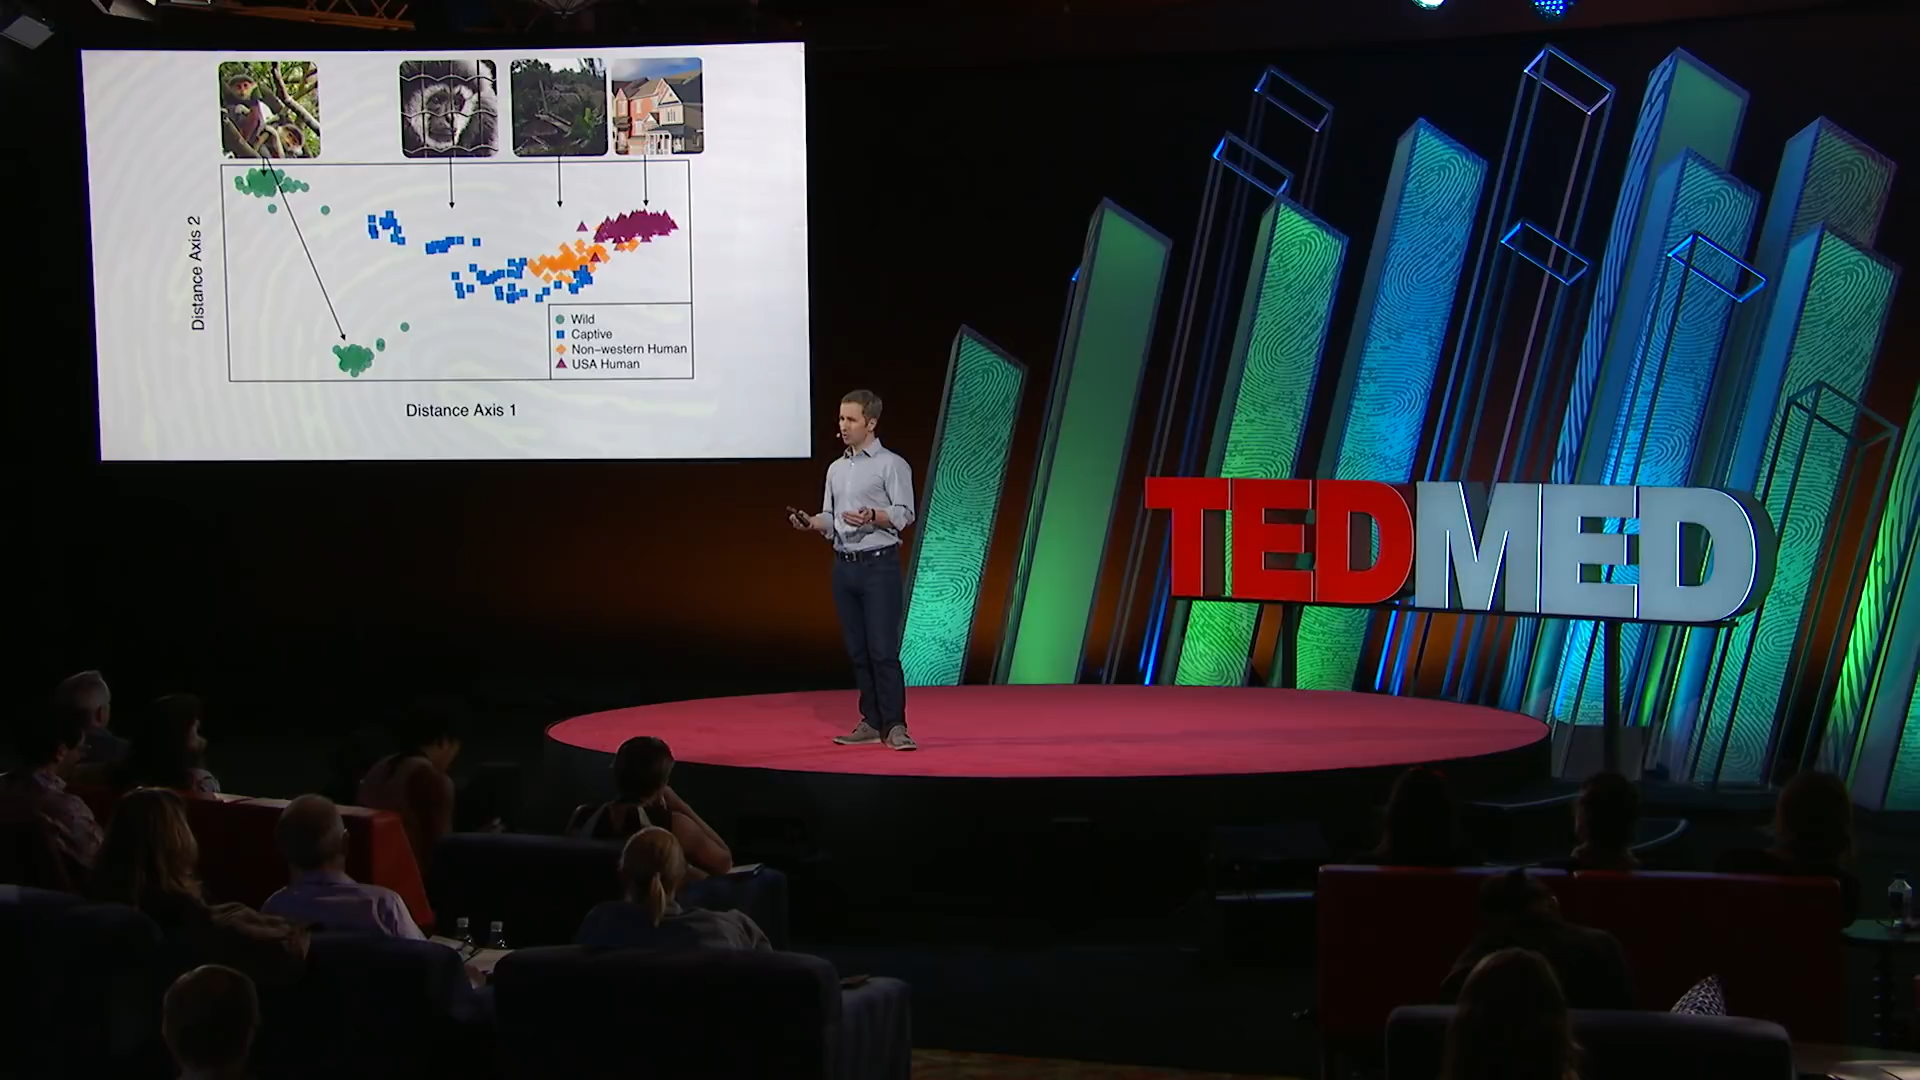 Distance Axis 2
Wild
Captive
Non-western Human
USA Human
Distance Axis 1
TEDMED